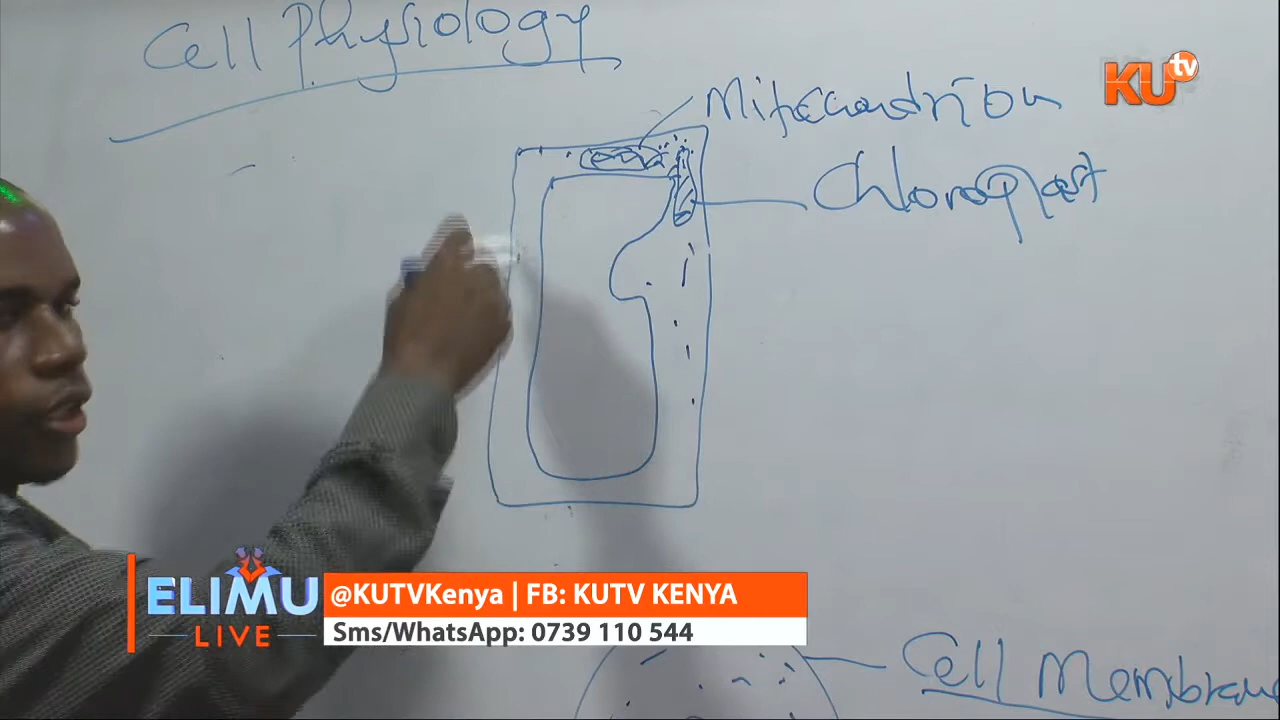 Cell Physiology
KU tv
Mitochondrion
Chloroplast
ELIMU
LIVE
@KUTVKenya | FB: KUTV KENYA
Sms/WhatsApp: 0739 110 544
Cell Membrane